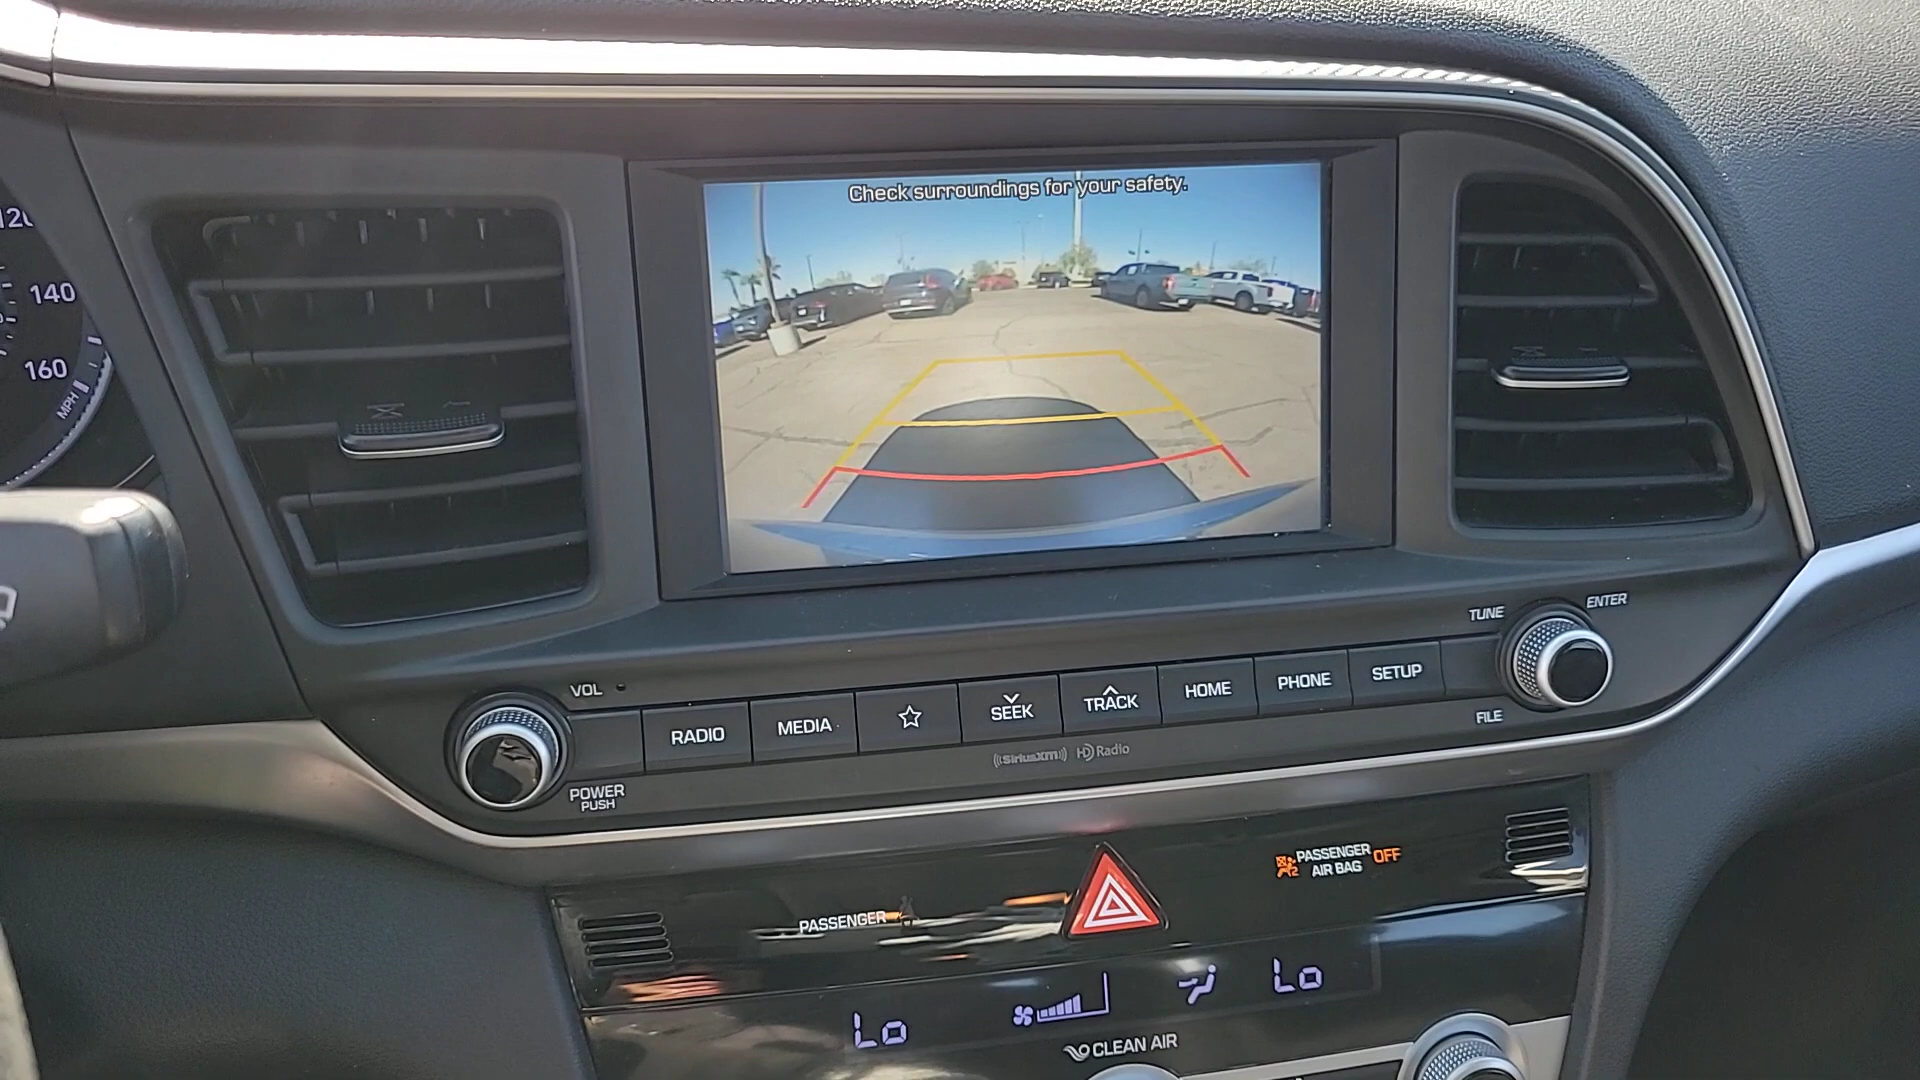 Check surroundings for your safety.
140
160
MPH
TUNE
ENTER
VOL
RADIO
MEDIA
SEEK
TRACK
HOME
PHONE
SETUP
FILE
SiriusXM HD Radio
POWER
PUSH
PASSENGER
AIR BAG
OFF
2
PASSENGER
Lo
Lo
CLEAN AIR